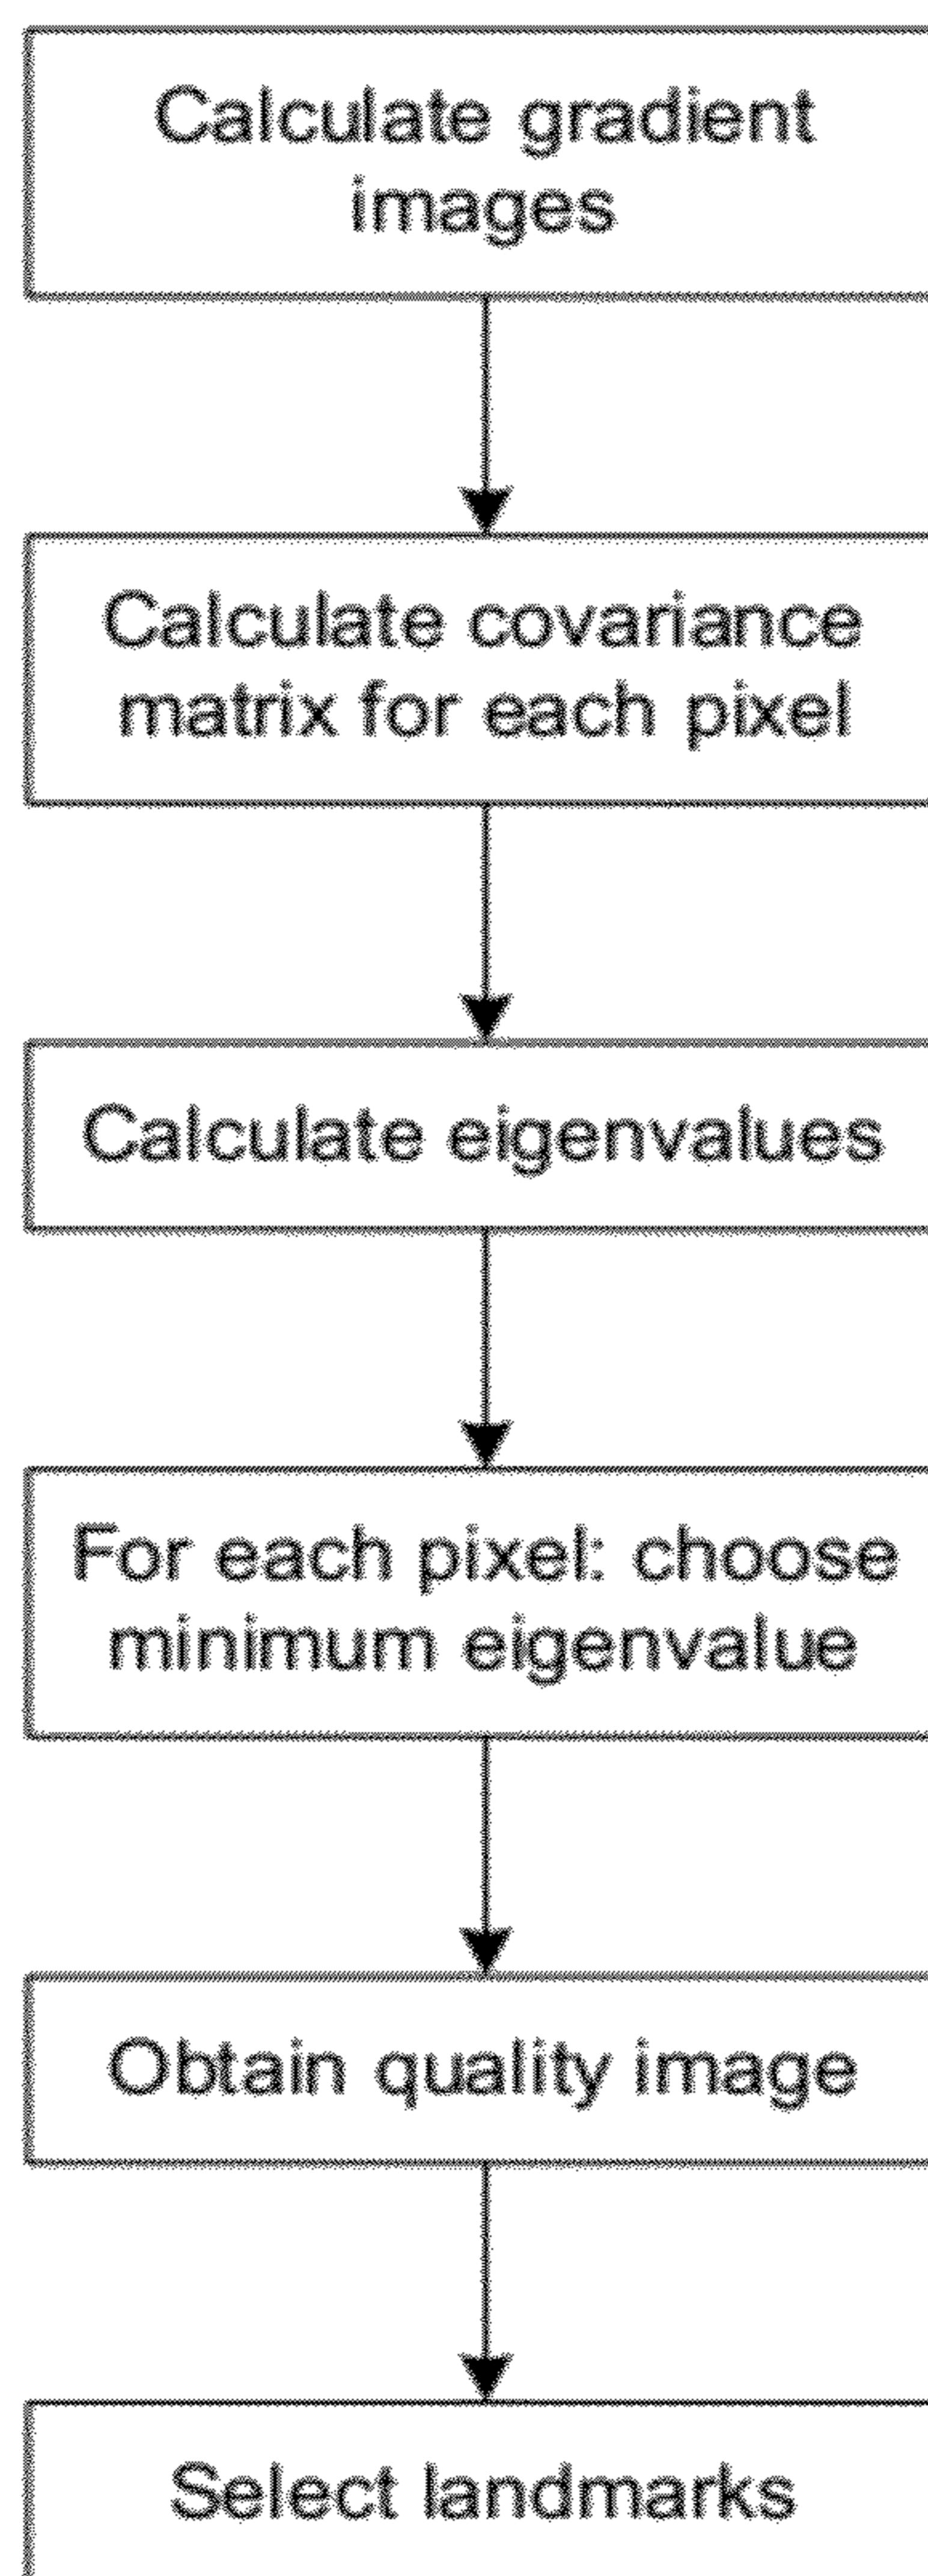 Calculate gradient
images
Calculate covariance
matrix for each pixel
Calculate eigenvalues
For each pixel: choose
minimum eigenvalue
Obtain quality image
Select landmarks